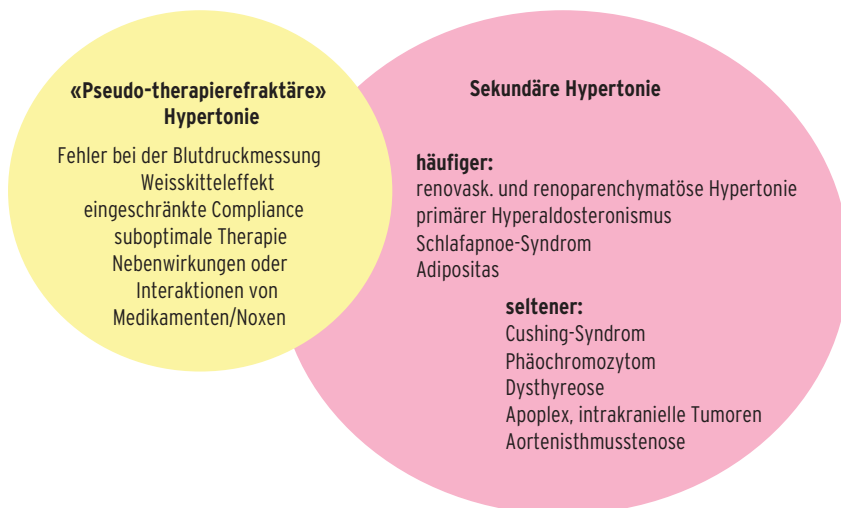 «Pseudo-therapierefraktäre»
Hypertonie
Fehler bei der Blutdruckmessung
Weisskitteleffekt
eingeschränkte Compliance
suboptimale Therapie
Nebenwirkungen oder
Interaktionen von
Medikamenten/Noxen
Sekundäre Hypertonie
häufiger:
renovask. und renoparenchymatöse Hypertonie
primärer Hyperaldosteronismus
Schlafapnoe-Syndrom
Adipositas
seltener:
Cushing-Syndrom
Phäochromozytom
Dysthyreose
Apoplex, intrakranielle Tumoren
Aortenisthmusstenose